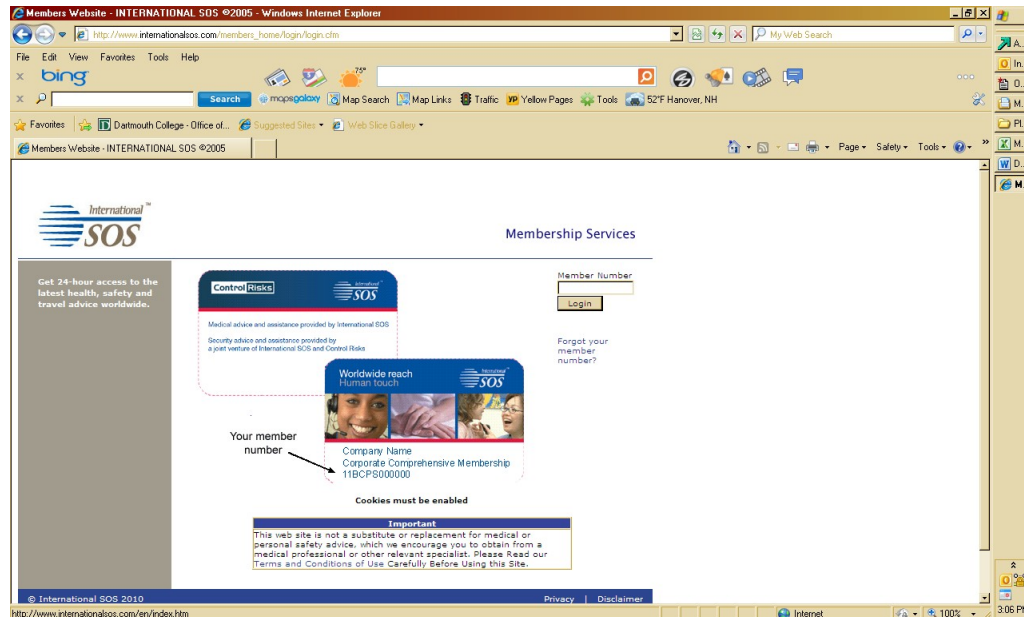 Members Website - INTERNATIONAL SOS ©2005 - Windows Internet Explorer
http://www.internationalsos.com/members_home/login/login.cfm
My Web Search
File Edit View Favorites Tools Help
x bing 75°
x Search mapsgalaxy Map Search Map Links Traffic YP Yellow Pages Tools 52°F Hanover, NH
Favorites Dartmouth College - Office of... Suggested Sites Web Slice Gallery
Members Website - INTERNATIONAL SOS ©2005
Page Safety Tools
International™
SOS
Membership Services
Get 24-hour access to the
latest health, safety and
travel advice worldwide.
Control Risks
International
SOS
Medical advice and assistance provided by International SOS
Security advice and assistance provided by
a joint venture of International SOS and Control Risks
Worldwide reach
Human touch
International
SOS
Your member
number
Company Name
Corporate Comprehensive Membership
11BCPS000000
Member Number
Login
Forgot your
member
number?
Cookies must be enabled
Important
This web site is not a substitute or replacement for medical or
personal safety advice, which we encourage you to obtain from a
medical professional or other relevant specialist. Please Read our
Terms and Conditions of Use Carefully Before Using this Site.
© International SOS 2010
Privacy | Disclaimer
http://www.internationalsos.com/en/index.htm
Internet
100%
A...
In...
O...
M...
Pl...
M...
D...
M...
3:06 PM